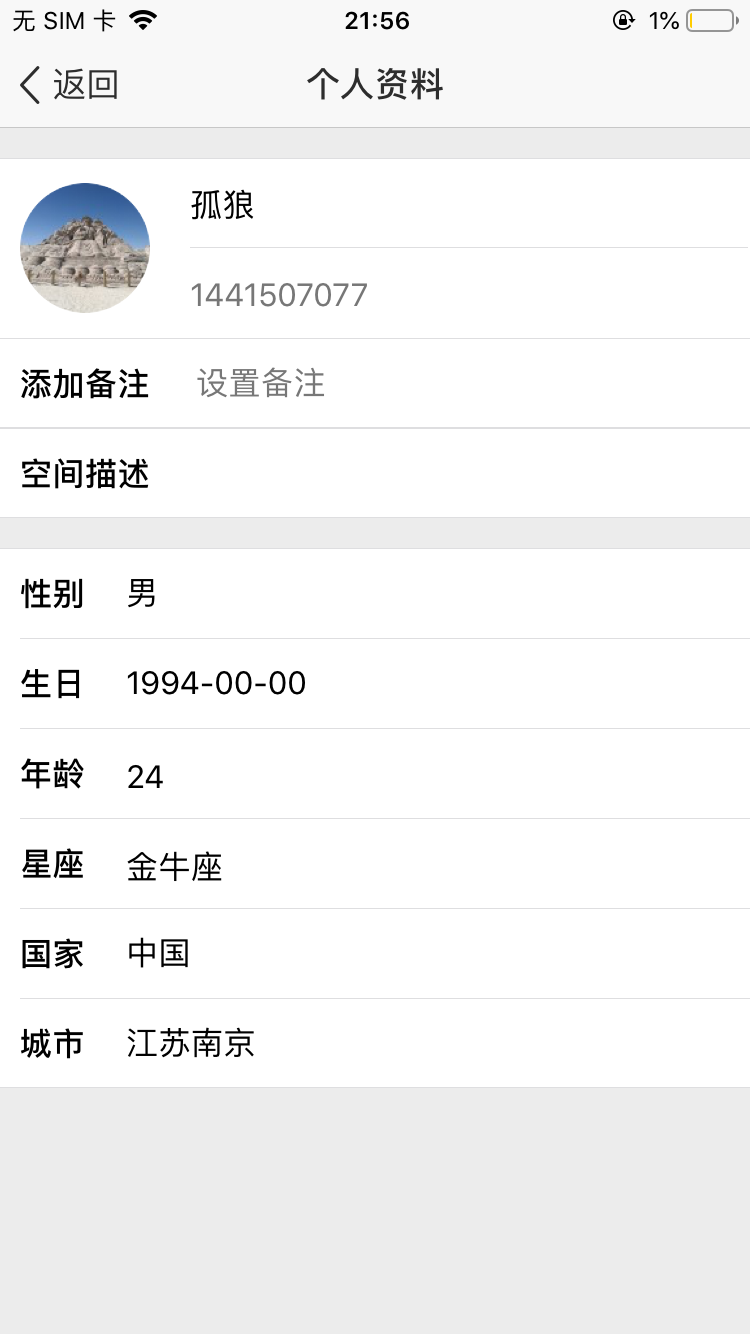 无 SIM 卡 21:56 1%
返回 个人资料
孤狼
1441507077
添加备注 设置备注
空间描述
性别 男
生日 1994-00-00
年龄 24
星座 金牛座
国家 中国
城市 江苏南京